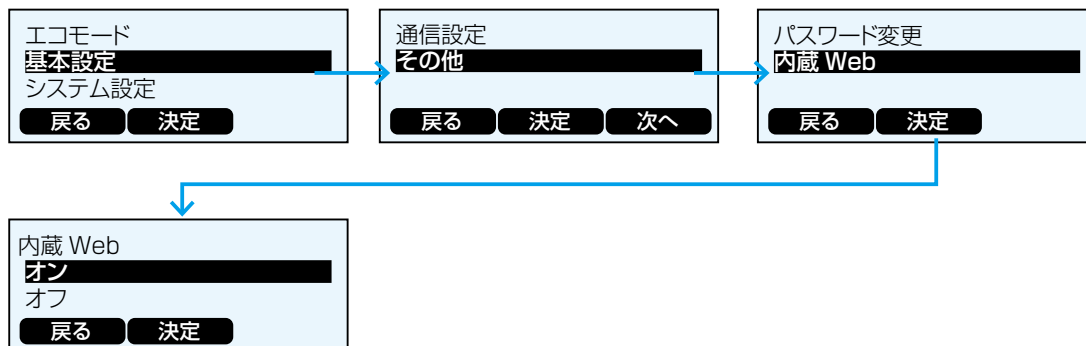 エコモード
基本設定
システム設定
戻る 決定
通信設定
その他
戻る 決定 次へ
パスワード変更
内蔵 Web
戻る 決定
内蔵 Web
オン
オフ
戻る 決定